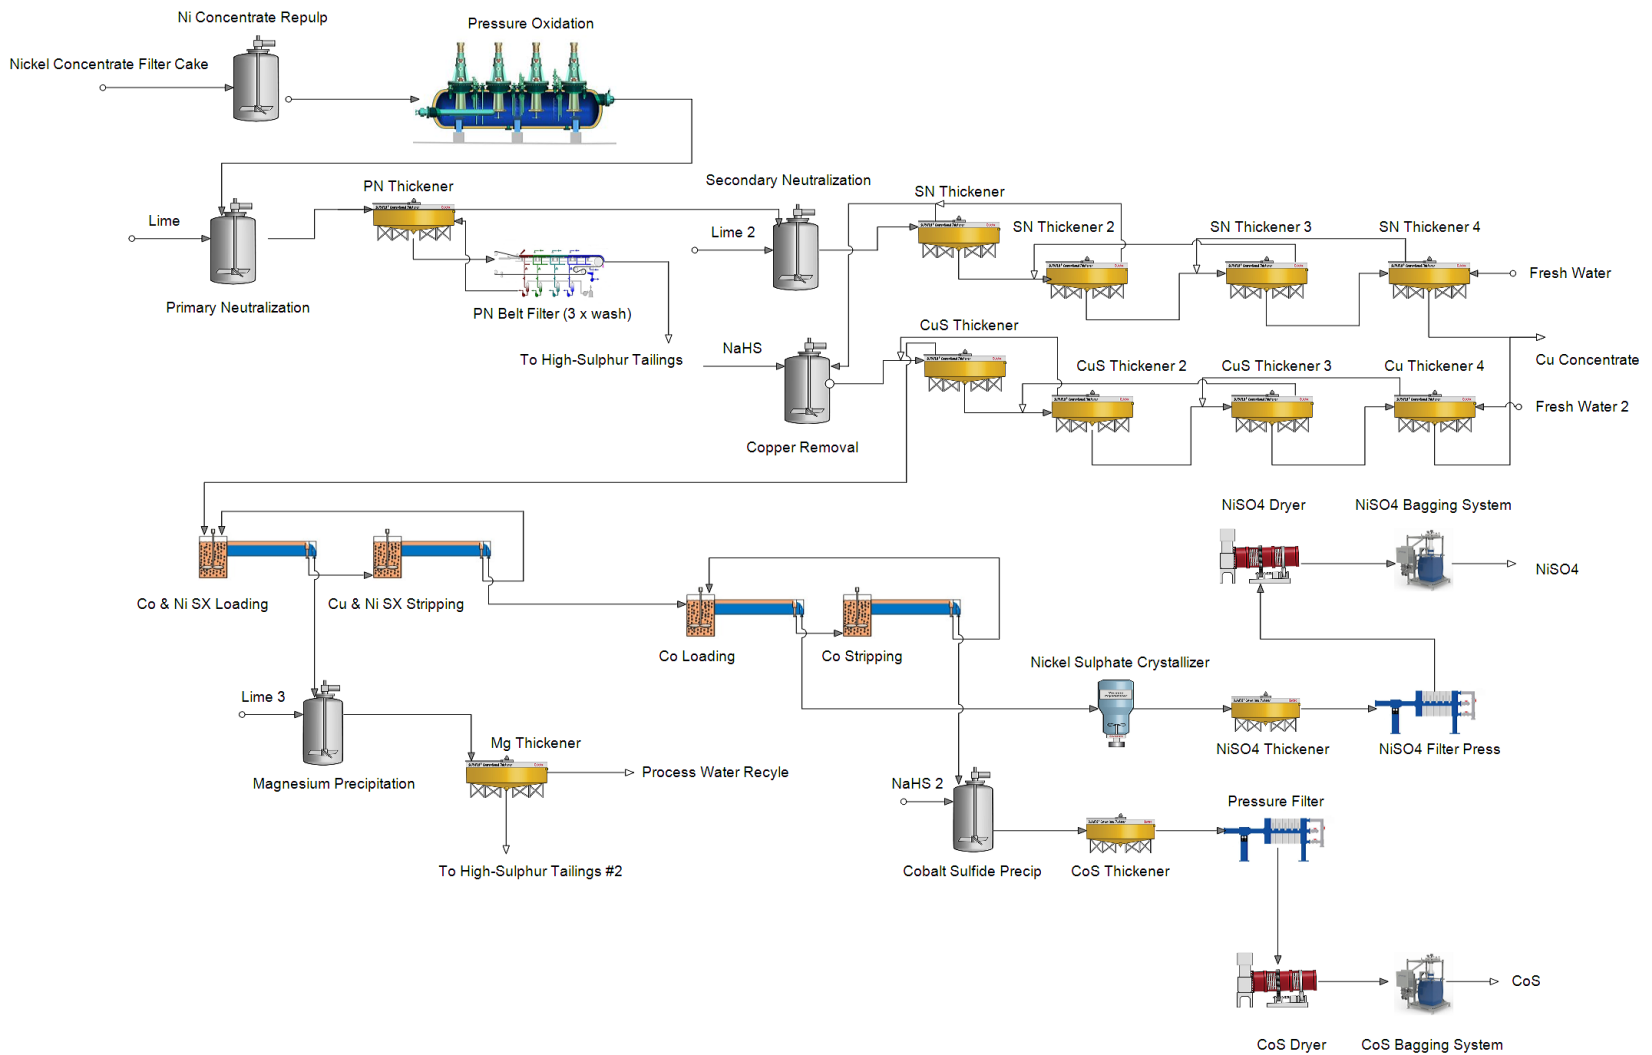 Ni Concentrate Repulp
Pressure Oxidation
Nickel Concentrate Filter Cake
PN Thickener
Secondary Neutralization
SN Thickener
Lime
Lime 2
SN Thickener 2
SN Thickener 3
SN Thickener 4
Fresh Water
Primary Neutralization
PN Belt Filter (3 x wash)
To High-Sulphur Tailings
NaHS
CuS Thickener
CuS Thickener 2
CuS Thickener 3
Cu Thickener 4
Cu Concentrate
Fresh Water 2
Copper Removal
NiSO4 Dryer
NiSO4 Bagging System
NiSO4
Co & Ni SX Loading
Cu & Ni SX Stripping
Co Loading
Co Stripping
Nickel Sulphate Crystallizer
Lime 3
Mg Thickener
NiSO4 Thickener
NiSO4 Filter Press
Magnesium Precipitation
Process Water Recyle
NaHS 2
Pressure Filter
To High-Sulphur Tailings #2
Cobalt Sulfide Precip
CoS Thickener
CoS
CoS Dryer
CoS Bagging System